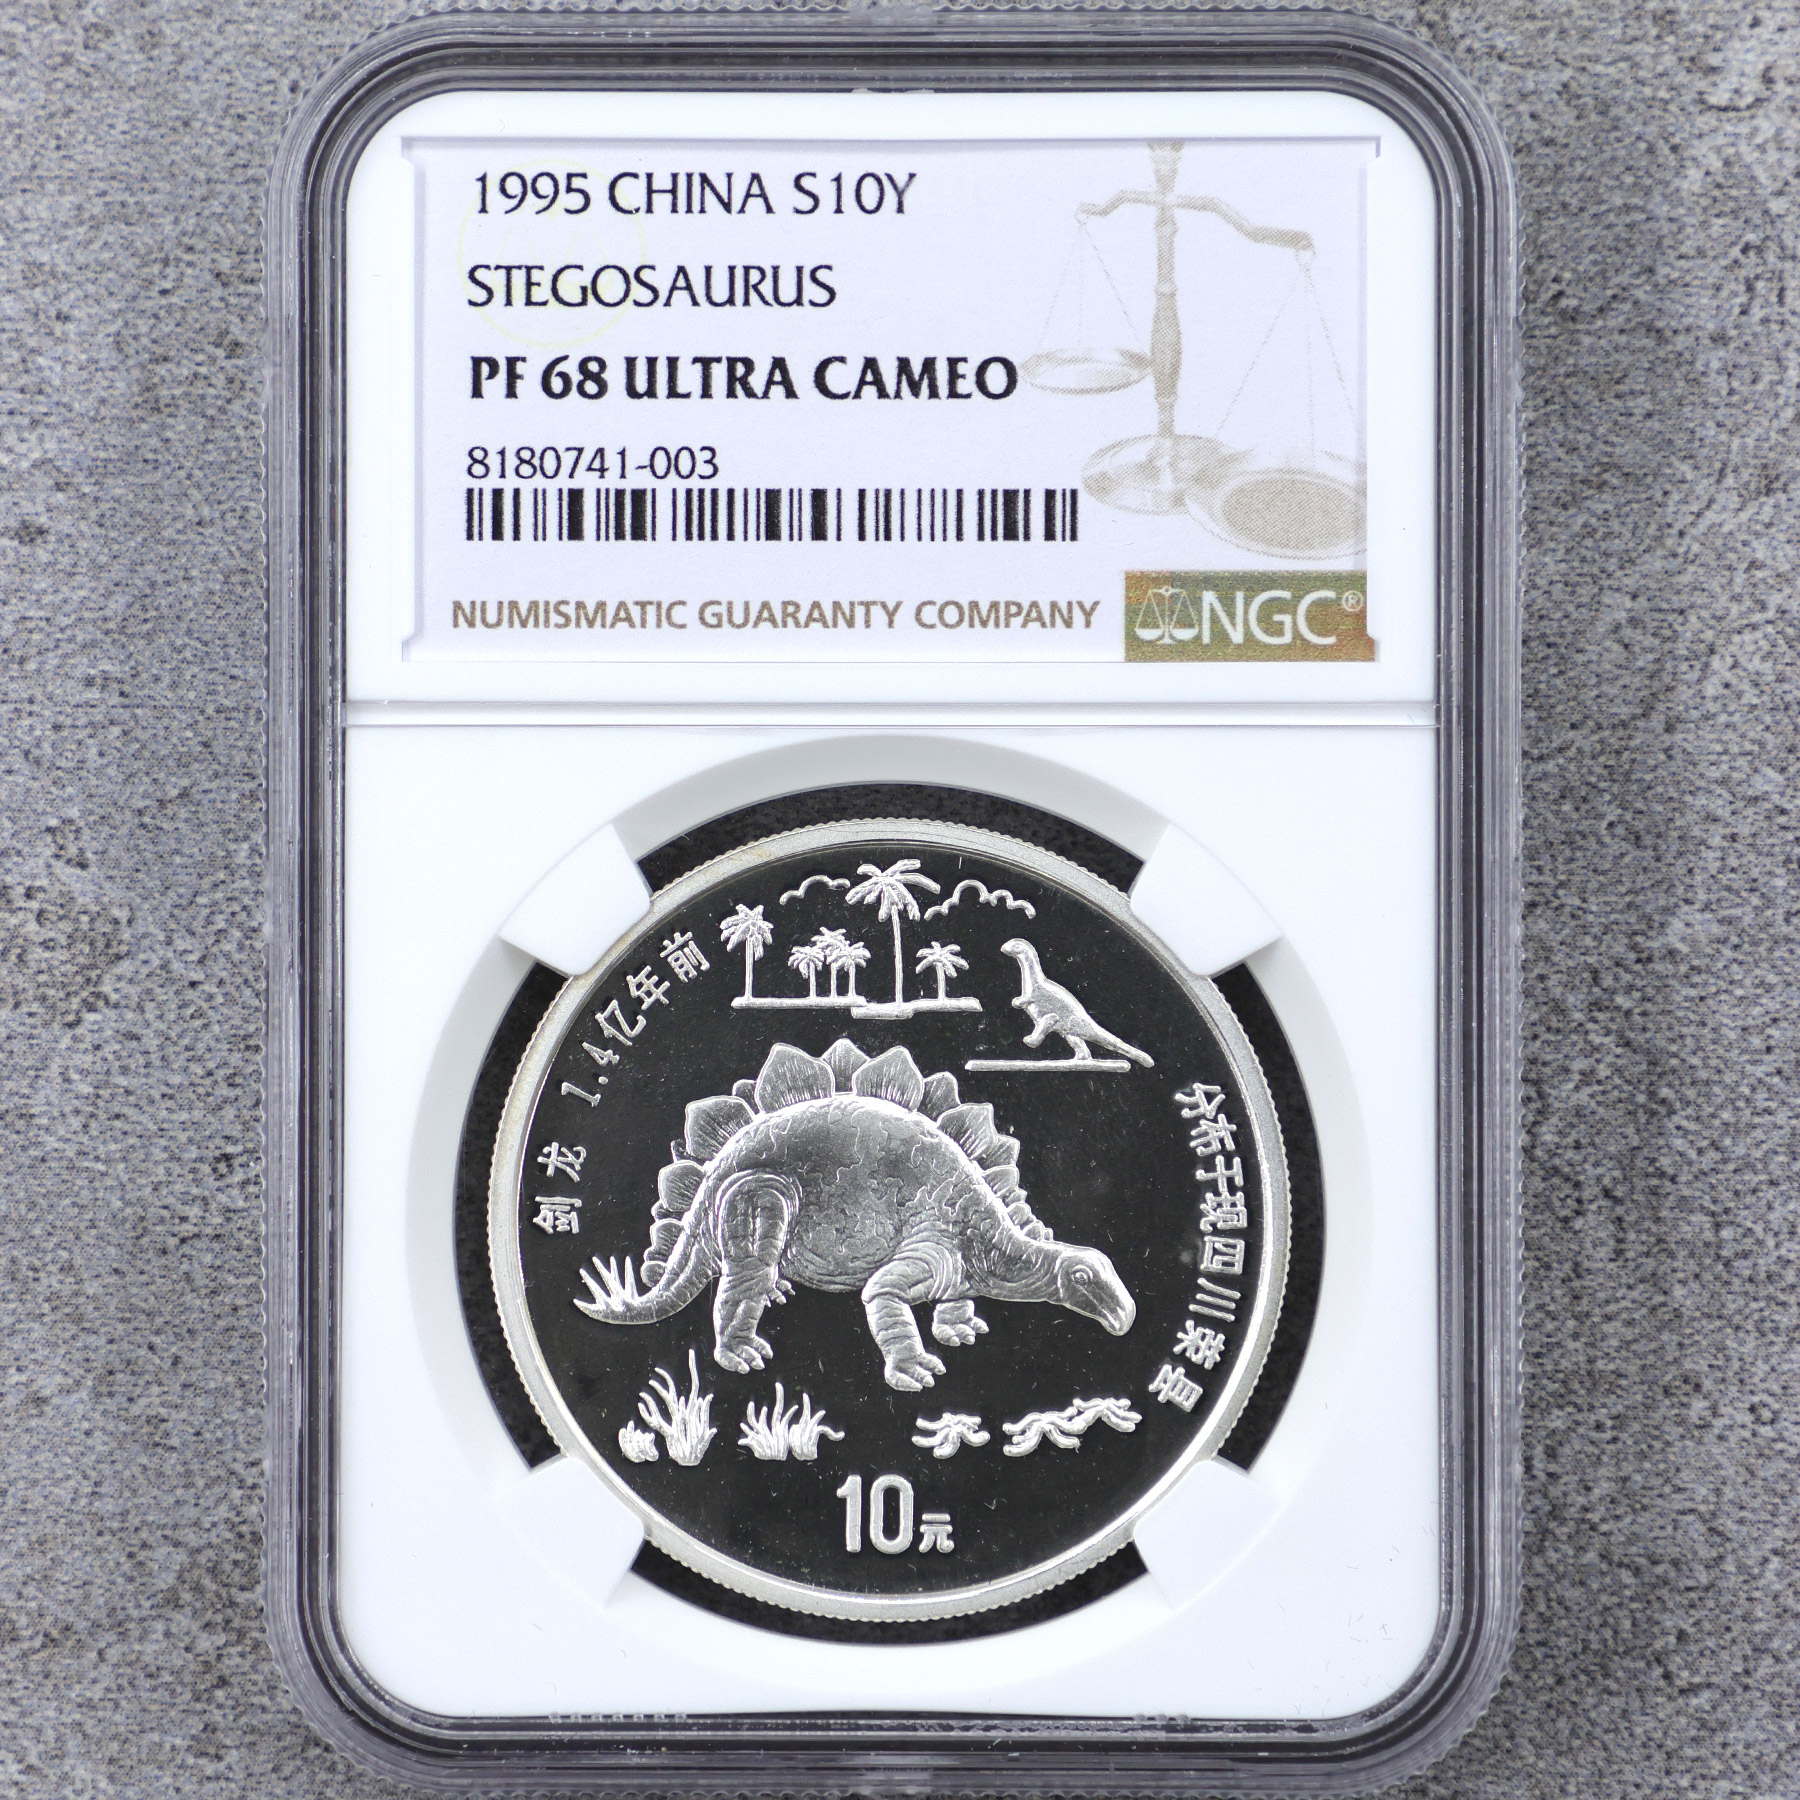 1995 CHINA S10Y
STEGOSAURUS
PF 68 ULTRA CAMEO
8180741-003
NUMISMATIC GUARANTY COMPANY
NGC®
剑龙 1.4亿年前
分布于现四川荣县
10元